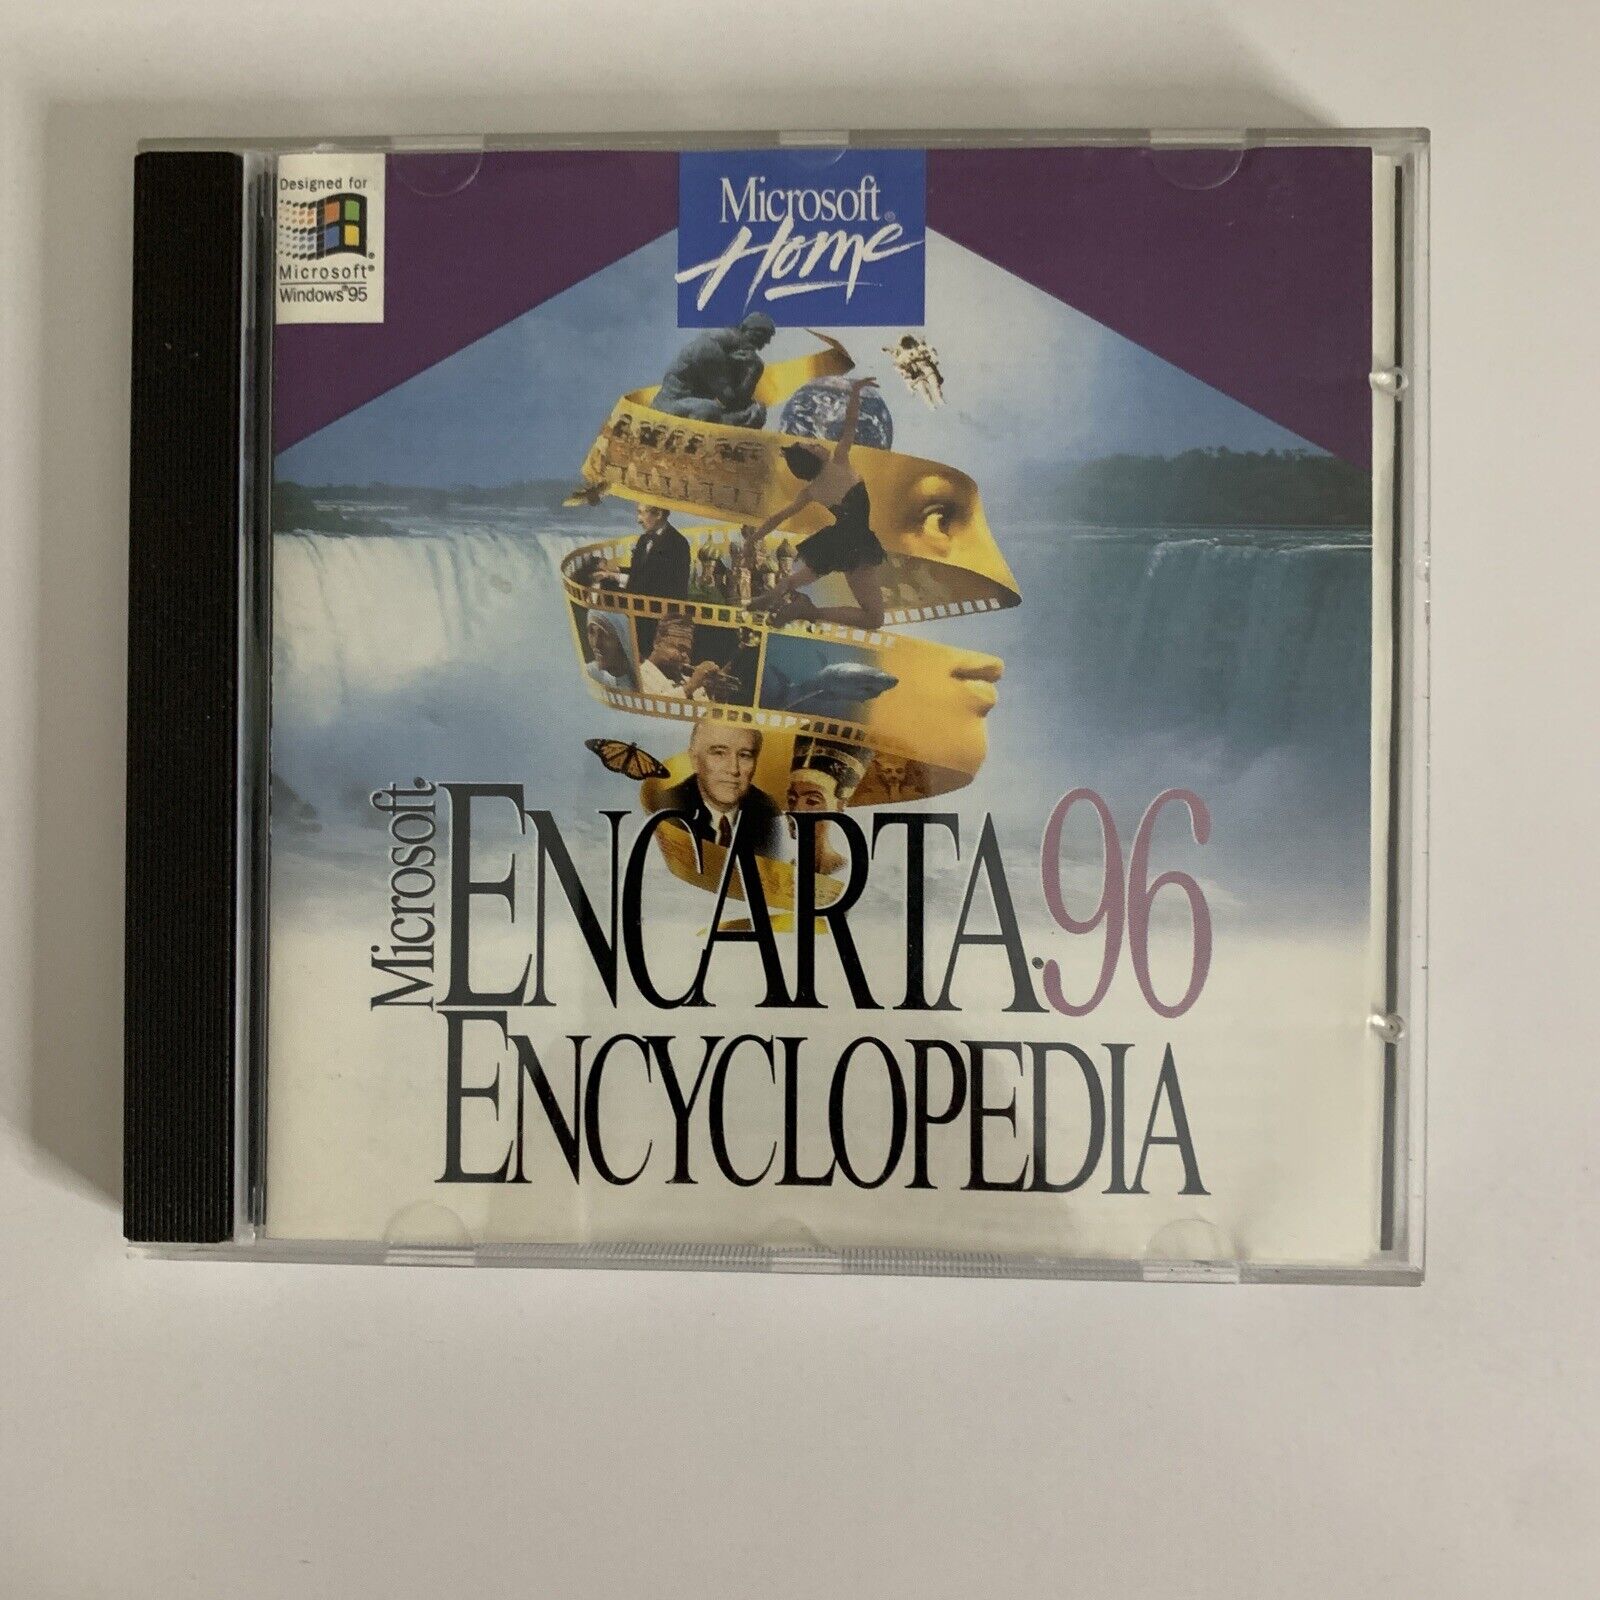 Designed for
Microsoft®
Windows®95
Microsoft®
Home
Microsoft®
ENCARTA®96
ENCYCLOPEDIA